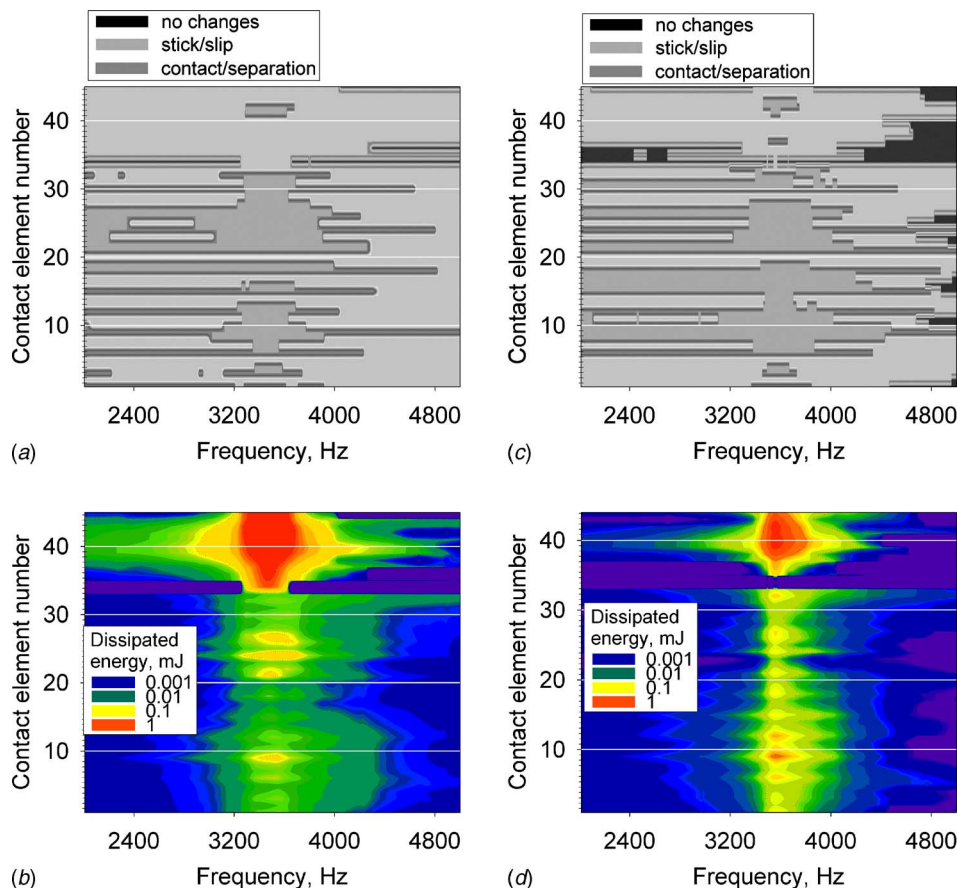 no changes
stick/slip
contact/separation
Contact element number
40
30
20
10
2400 3200 4000 4800
(a) Frequency, Hz
no changes
stick/slip
contact/separation
Contact element number
40
30
20
10
2400 3200 4000 4800
(c) Frequency, Hz
Contact element number
40
30
20
10
Dissipated
energy, mJ
0.001
0.01
0.1
1
2400 3200 4000 4800
(b) Frequency, Hz
Contact element number
40
30
20
10
Dissipated
energy, mJ
0.001
0.01
0.1
1
2400 3200 4000 4800
(d) Frequency, Hz